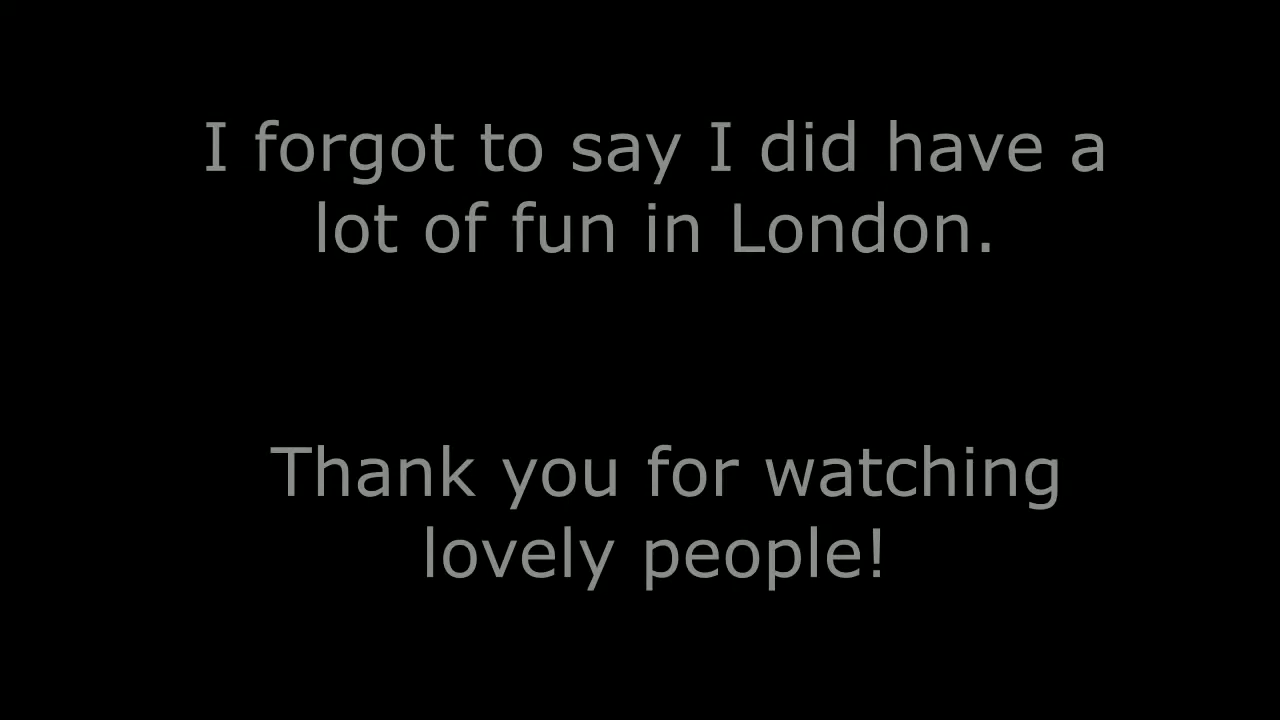 I forgot to say I did have a
lot of fun in London.
Thank you for watching
lovely people!